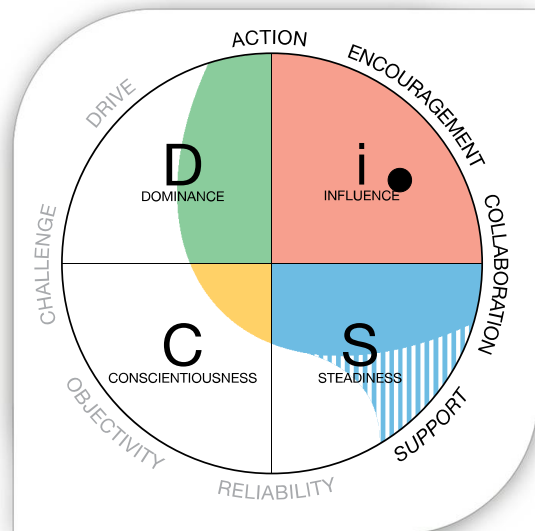 ACTION
ENCOURAGEMENT
DRIVE
D
DOMINANCE
i
INFLUENCE
CHALLENGE
COLLABORATION
C
CONSCIENTIOUSNESS
S
STEADINESS
OBJECTIVITY
SUPPORT
RELIABILITY